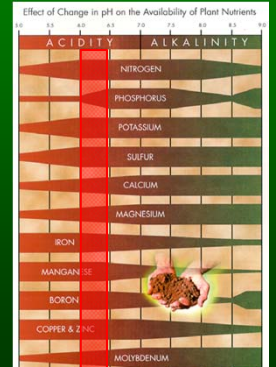 Effect of Change in pH on the Availability of Plant Nutrients
5.0 5.5 6.0 6.5 7.0 7.5 8.0 8.5 9.0
ACIDITY ALKALINITY
NITROGEN
PHOSPHORUS
POTASSIUM
SULFUR
CALCIUM
MAGNESIUM
IRON
MANGANESE
BORON
COPPER & ZINC
MOLYBDENUM